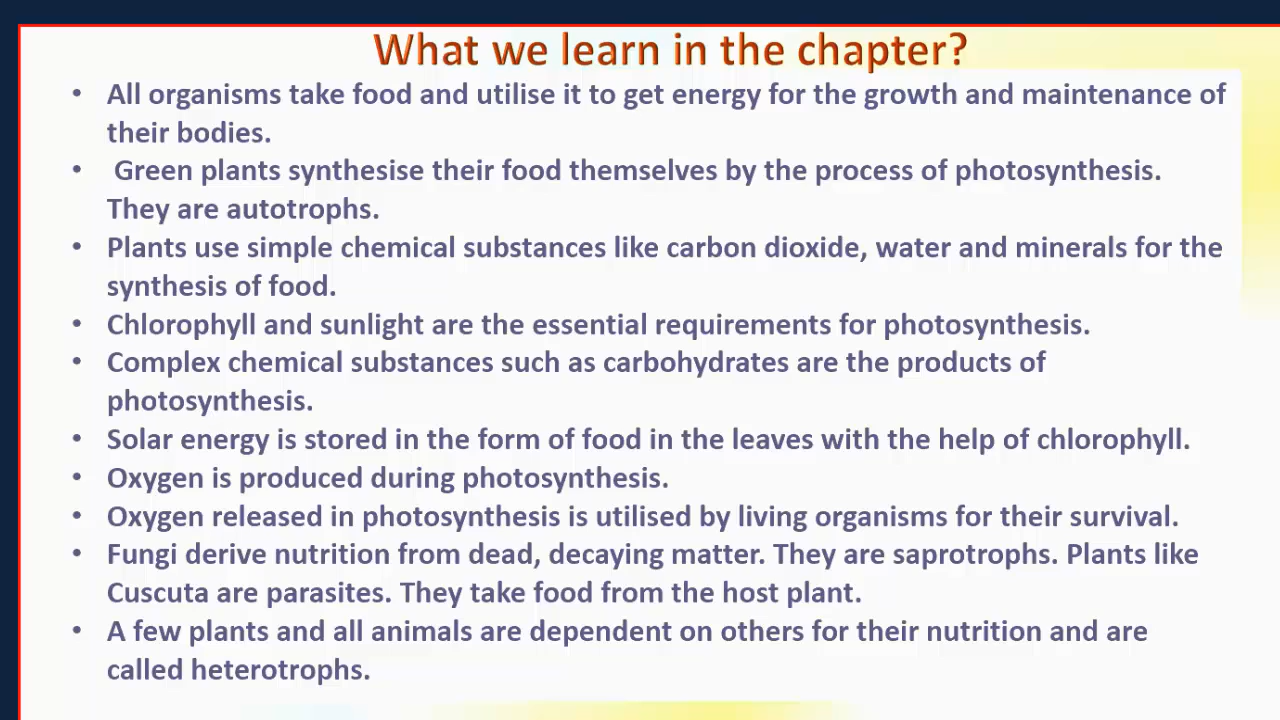 What we learn in the chapter?
• All organisms take food and utilise it to get energy for the growth and maintenance of
their bodies.
• Green plants synthesise their food themselves by the process of photosynthesis.
They are autotrophs.
• Plants use simple chemical substances like carbon dioxide, water and minerals for the
synthesis of food.
• Chlorophyll and sunlight are the essential requirements for photosynthesis.
• Complex chemical substances such as carbohydrates are the products of
photosynthesis.
• Solar energy is stored in the form of food in the leaves with the help of chlorophyll.
• Oxygen is produced during photosynthesis.
• Oxygen released in photosynthesis is utilised by living organisms for their survival.
• Fungi derive nutrition from dead, decaying matter. They are saprotrophs. Plants like
Cuscuta are parasites. They take food from the host plant.
• A few plants and all animals are dependent on others for their nutrition and are
called heterotrophs.